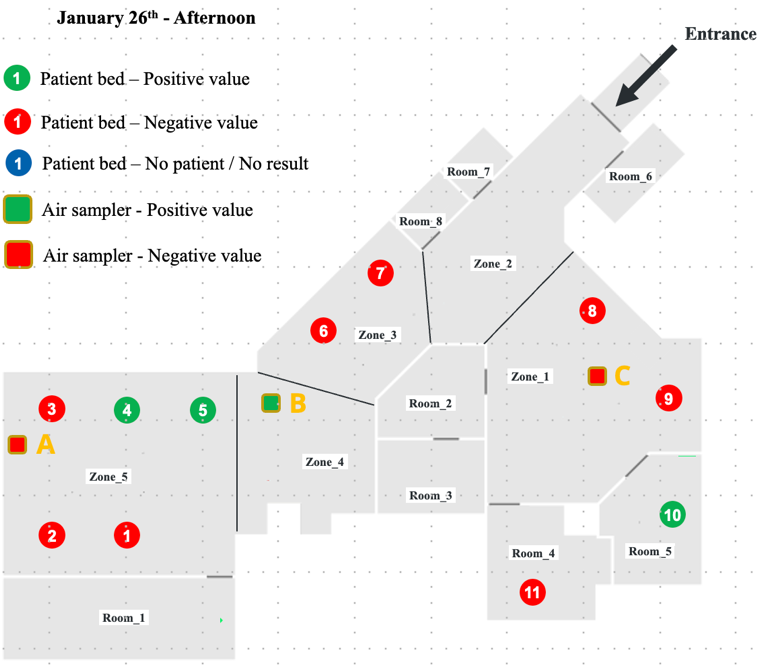 January 26th - Afternoon
Entrance
1 Patient bed – Positive value
1 Patient bed – Negative value
1 Patient bed – No patient / No result
Air sampler - Positive value
Air sampler - Negative value
Room_7
Room_6
Room_8
Zone_2
7
8
6
Zone_3
Zone_1
C
9
3
4
5
B
Room_2
A
Zone_5
Zone_4
Room_3
10
2
1
Room_4
Room_5
11
Room_1